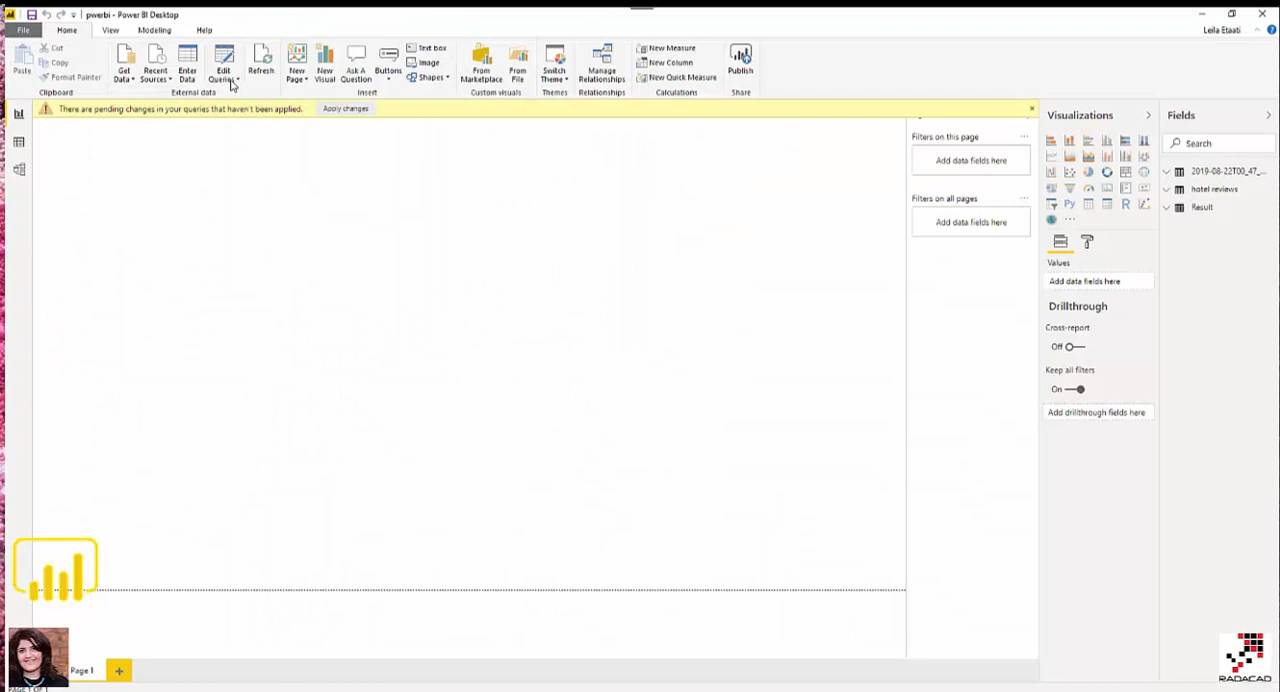 pwerbi - Power BI Desktop
File Home View Modeling Help
Leila Etaati
Cut
Copy
Format Painter
Paste
Clipboard
Get Data
Recent Sources
Enter Data
Edit Queries
Refresh
External data
New Page
New Visual
Ask A Question
Buttons
Text box
Image
Shapes
Insert
From Marketplace
From File
Custom visuals
Switch Theme
Themes
Manage Relationships
Relationships
New Measure
New Column
New Quick Measure
Calculations
Publish
Share
There are pending changes in your queries that haven't been applied. Apply changes
Filters on this page ...
Add data fields here
Filters on all pages ...
Add data fields here
Visualizations
Py
R
...
Values
Add data fields here
Drillthrough
Cross-report
Off
Keep all filters
On
Add drillthrough fields here
Fields
Search
2019-08-22T00_47_...
hotel reviews
Result
Page 1
PAGE 1 OF 1
RADACAD